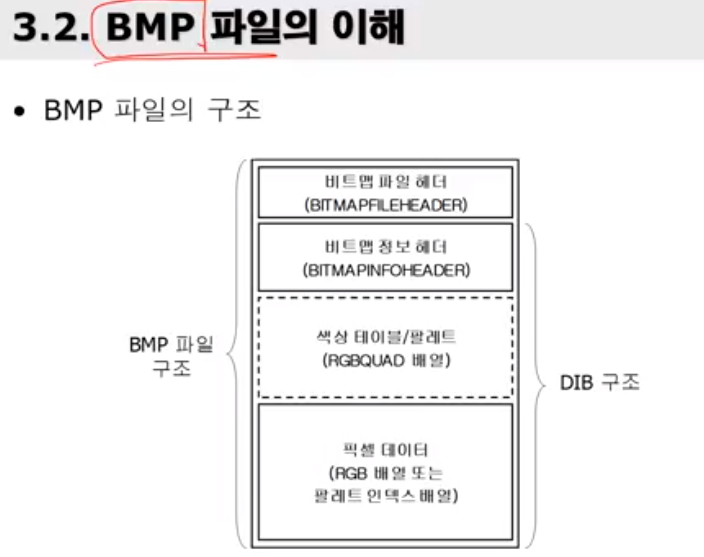 3.2. BMP 파일의 이해
• BMP 파일의 구조
비트맵 파일 헤더
(BITMAPFILEHEADER)
비트맵 정보 헤더
(BITMAPINFOHEADER)
색상 테이블/팔레트
(RGBQUAD 배열)
BMP 파일
구조
DIB 구조
픽셀 데이터
(RGB 배열 또는
팔레트 인덱스 배열)